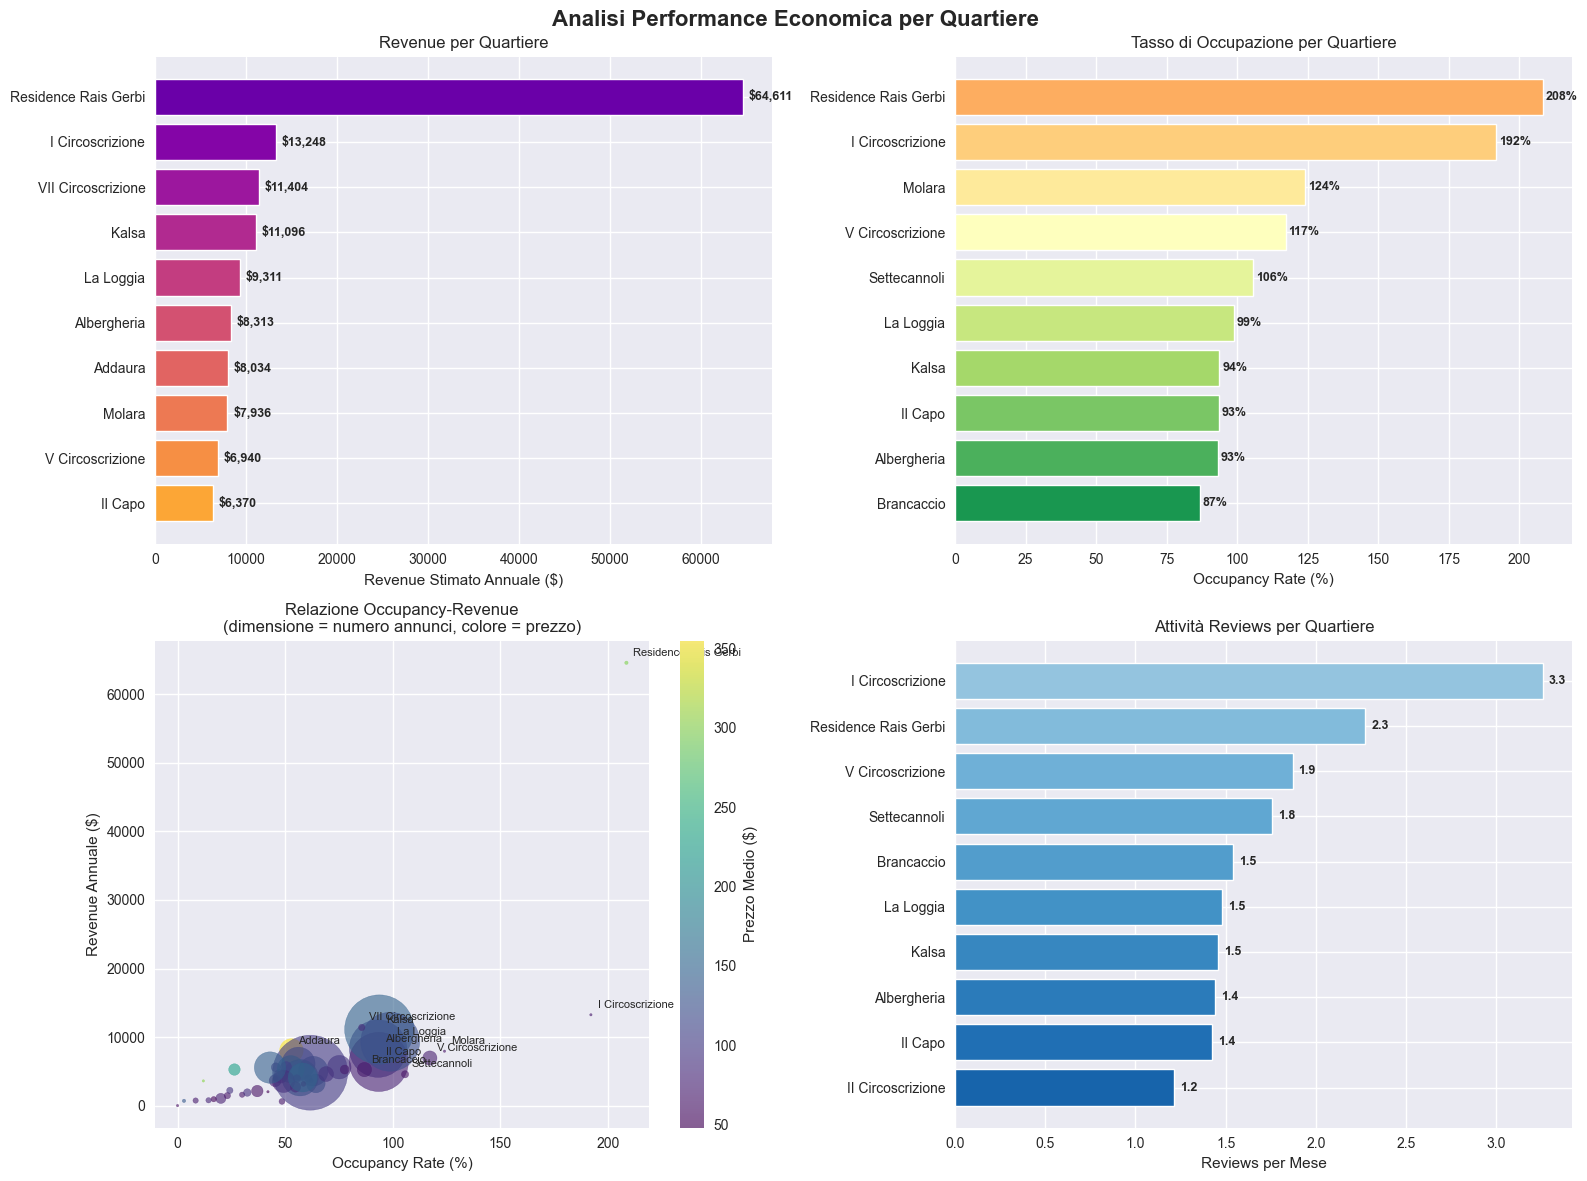 Analisi Performance Economica per Quartiere
Revenue per Quartiere
Residence Rais Gerbi
$64,611
I Circoscrizione
$13,248
VII Circoscrizione
$11,404
Kalsa
$11,096
La Loggia
$9,311
Albergheria
$8,313
Addaura
$8,034
Molara
$7,936
V Circoscrizione
$6,940
Il Capo
$6,370
0 10000 20000 30000 40000 50000 60000
Revenue Stimato Annuale ($)
Tasso di Occupazione per Quartiere
Residence Rais Gerbi
208%
I Circoscrizione
192%
Molara
124%
V Circoscrizione
117%
Settecannoli
106%
La Loggia
99%
Kalsa
94%
Il Capo
93%
Albergheria
93%
Brancaccio
87%
0 25 50 75 100 125 150 175 200
Occupancy Rate (%)
Relazione Occupancy-Revenue
(dimensione = numero annunci, colore = prezzo)
Revenue Annuale ($)
60000
50000
40000
30000
20000
10000
0
Residence Rais Gerbi
I Circoscrizione
VII Circoscrizione
Kalsa
La Loggia
Albergheria
Molara
Addaura
Il Capo
V Circoscrizione
Brancaccio
Settecannoli
0 50 100 150 200
Occupancy Rate (%)
350
300
250
200
150
100
50
Prezzo Medio ($)
Attività Reviews per Quartiere
I Circoscrizione
3.3
Residence Rais Gerbi
2.3
V Circoscrizione
1.9
Settecannoli
1.8
Brancaccio
1.5
La Loggia
1.5
Kalsa
1.5
Albergheria
1.4
Il Capo
1.4
II Circoscrizione
1.2
0.0 0.5 1.0 1.5 2.0 2.5 3.0
Reviews per Mese